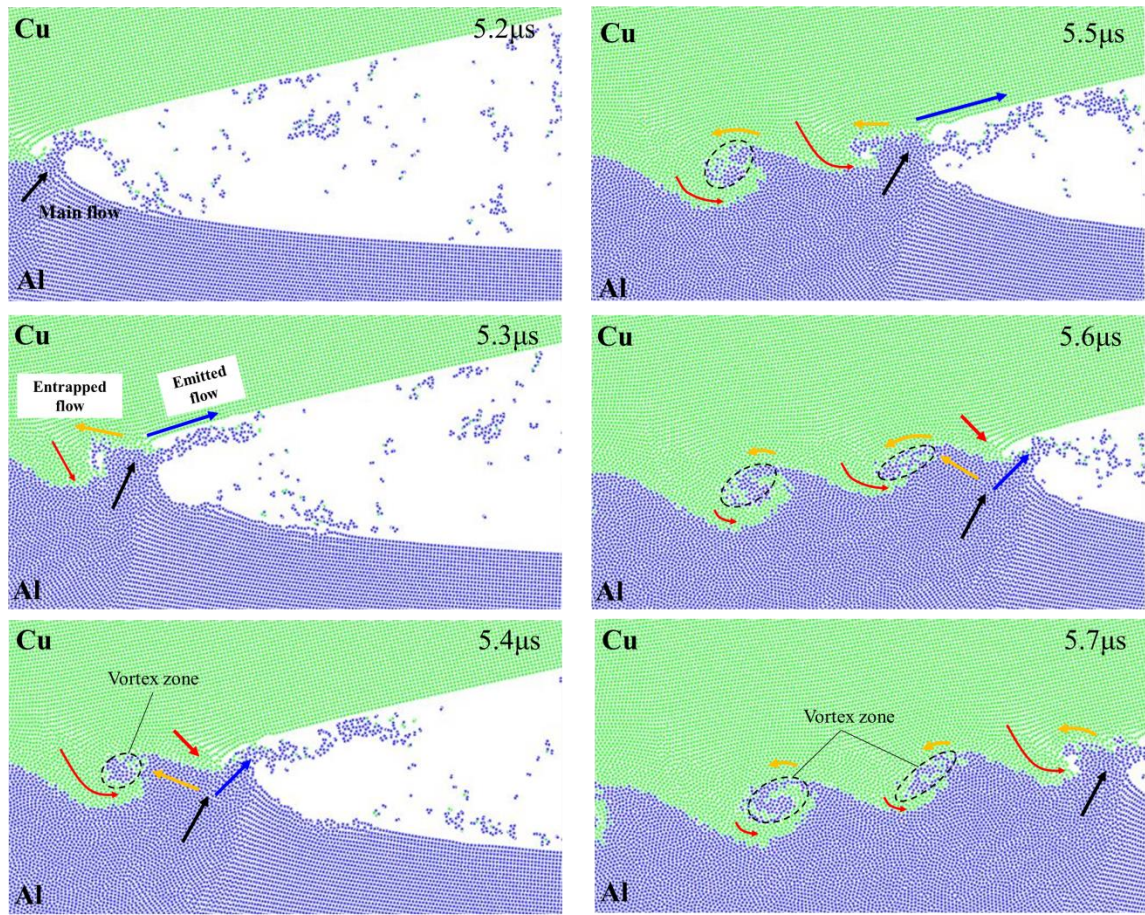 Cu
5.2μs
Main flow
Al
Cu
5.3μs
Entrapped
flow
Emitted
flow
Al
Cu
5.4μs
Vortex zone
Al
Cu
5.5μs
Al
Cu
5.6μs
Al
Cu
5.7μs
Vortex zone
Al